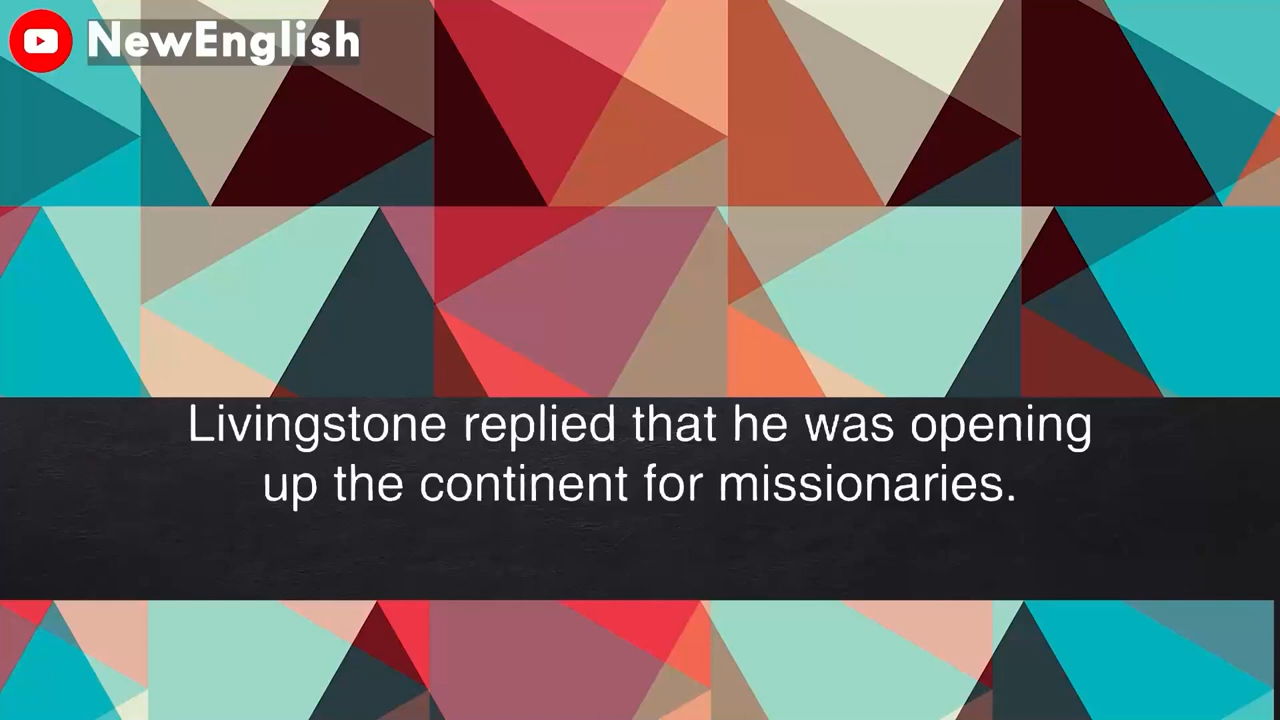 NewEnglish
Livingstone replied that he was opening
up the continent for missionaries.